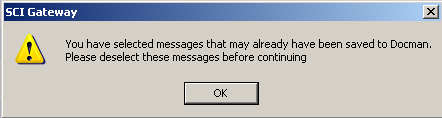 SCI Gateway
You have selected messages that may already have been saved to Docman.
Please deselect these messages before continuing
OK